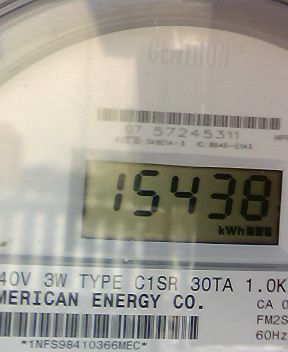 CENTRON®
07 57245311
15438
kWh
40V 3W TYPE C1SR 30TA 1.0K
MERICAN ENERGY CO.
CA 0
FM2S
60Hz
*1NFS98410366MEC*